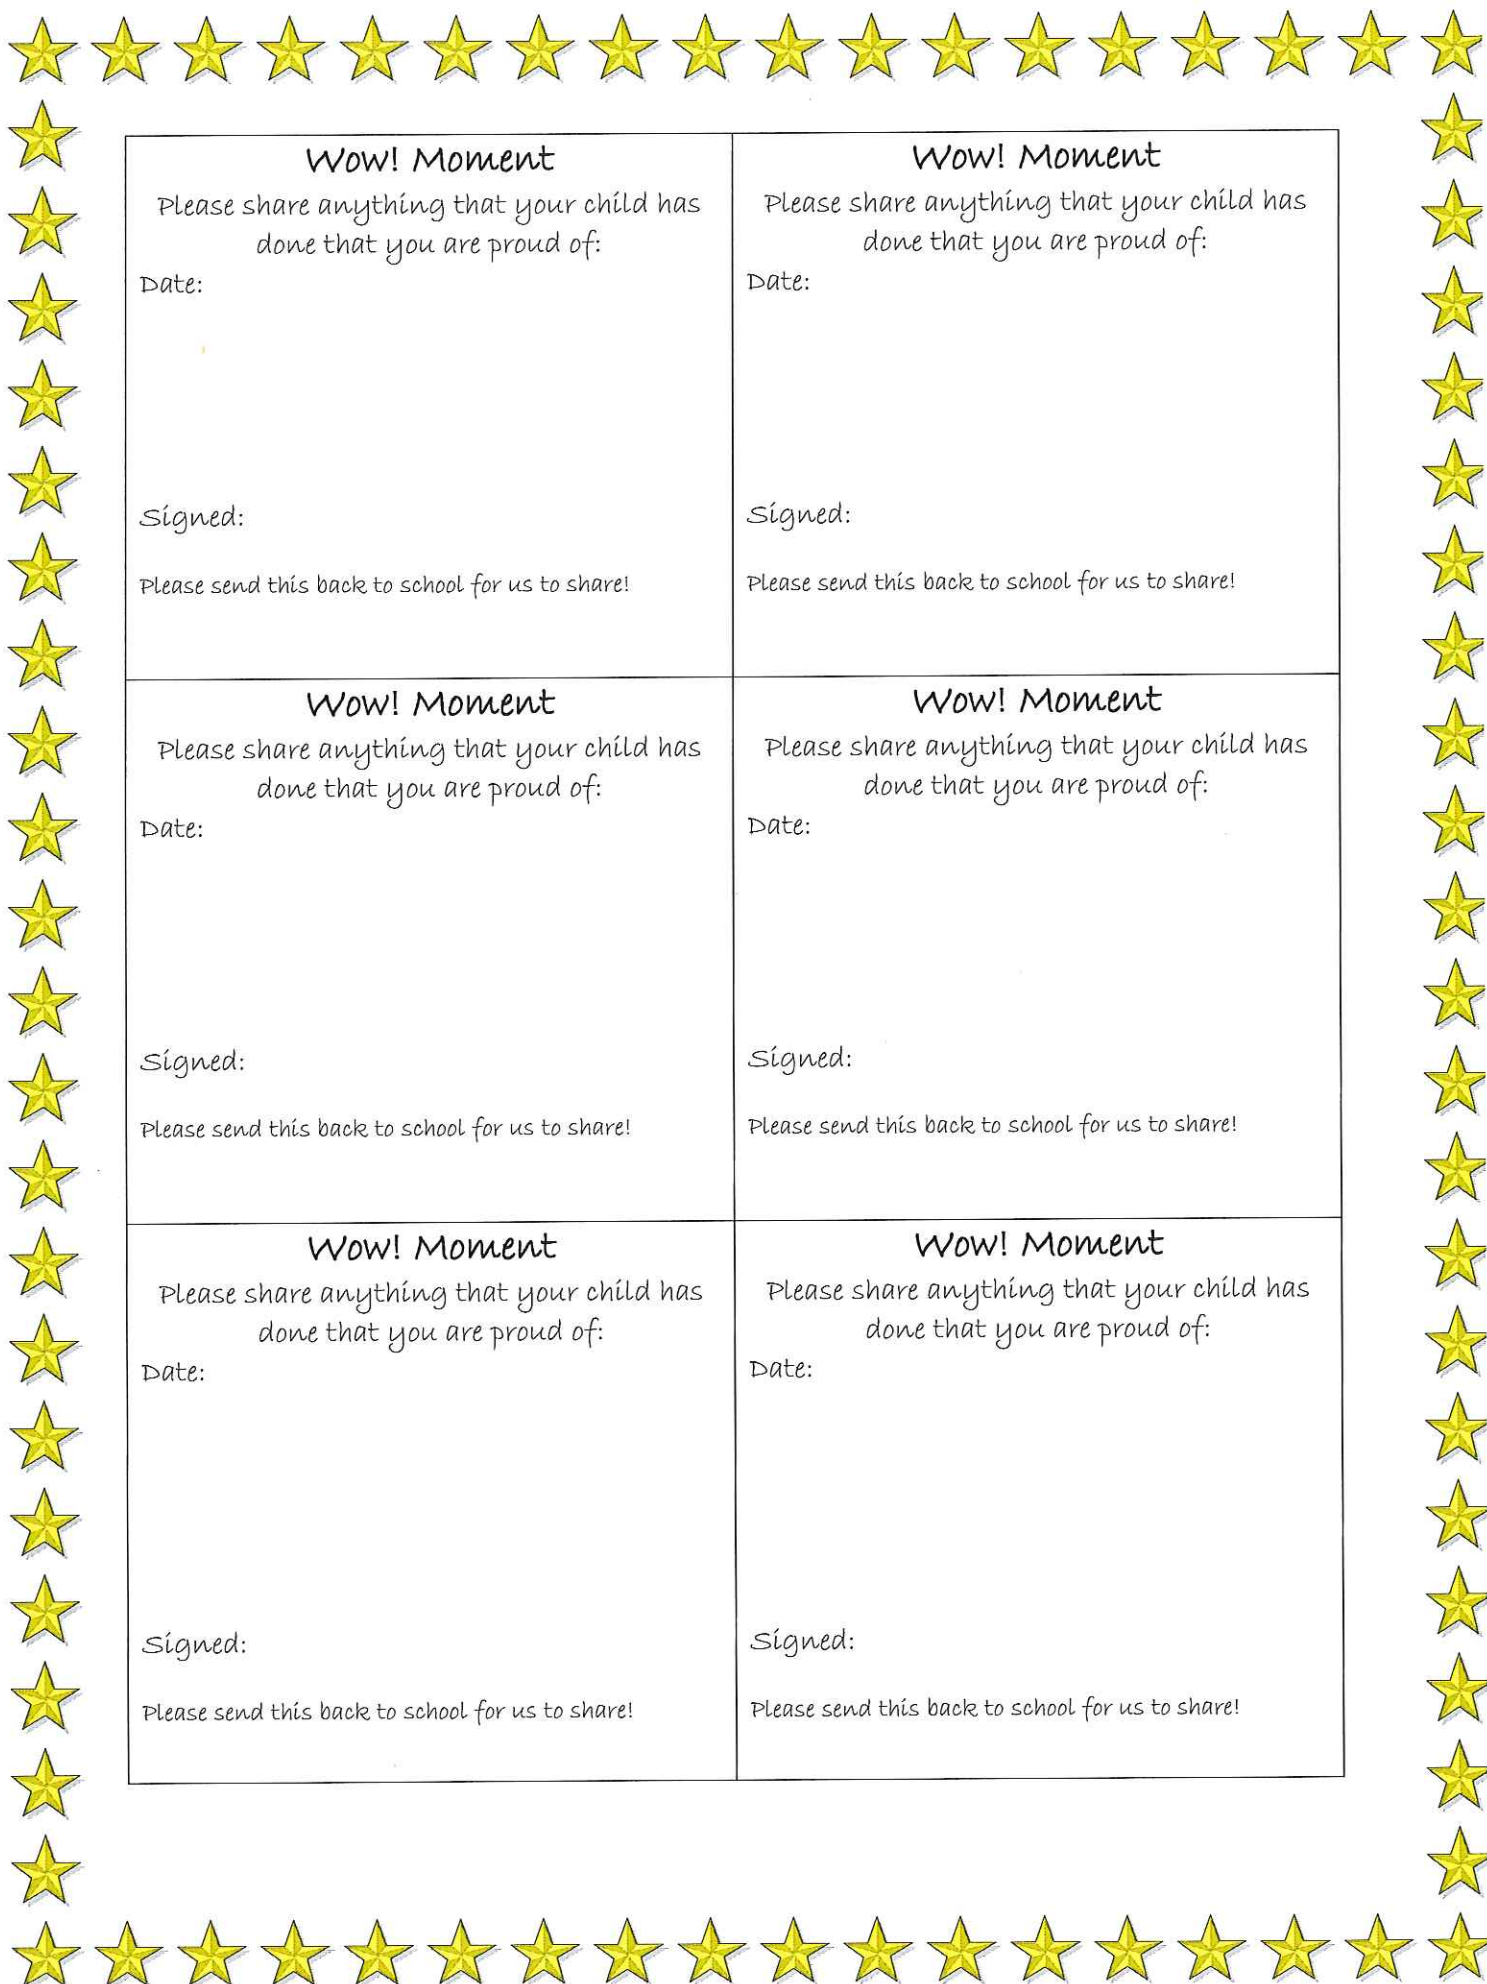 Wow! Moment
Please share anything that your child has
done that you are proud of:
Date:
Signed:
Please send this back to school for us to share!
Wow! Moment
Please share anything that your child has
done that you are proud of:
Date:
Signed:
Please send this back to school for us to share!
Wow! Moment
Please share anything that your child has
done that you are proud of:
Date:
Signed:
Please send this back to school for us to share!
Wow! Moment
Please share anything that your child has
done that you are proud of:
Date:
Signed:
Please send this back to school for us to share!
Wow! Moment
Please share anything that your child has
done that you are proud of:
Date:
Signed:
Please send this back to school for us to share!
Wow! Moment
Please share anything that your child has
done that you are proud of:
Date:
Signed:
Please send this back to school for us to share!